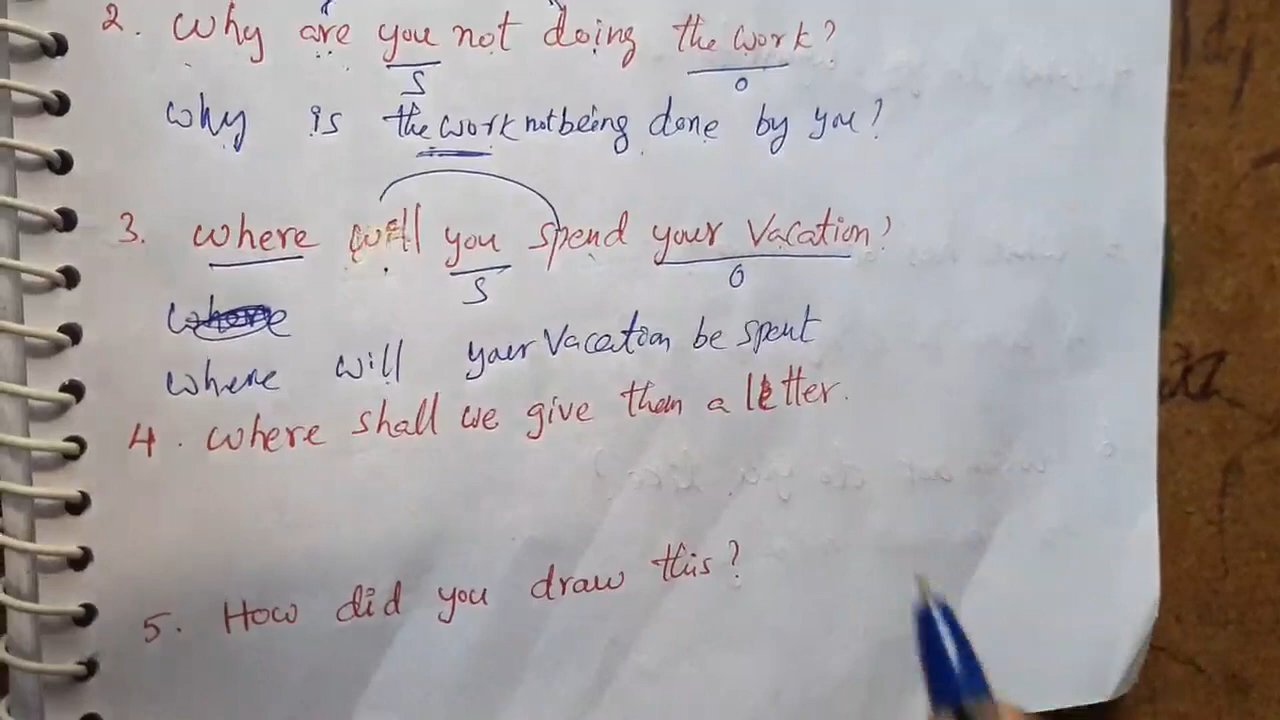 2. Why are you not doing the work?
S O
why is the work not being done by you?
3. where will you spend your Vacation?
S O
where will your Vacation be spent
4. where shall we give them a letter.
5. How did you draw this?